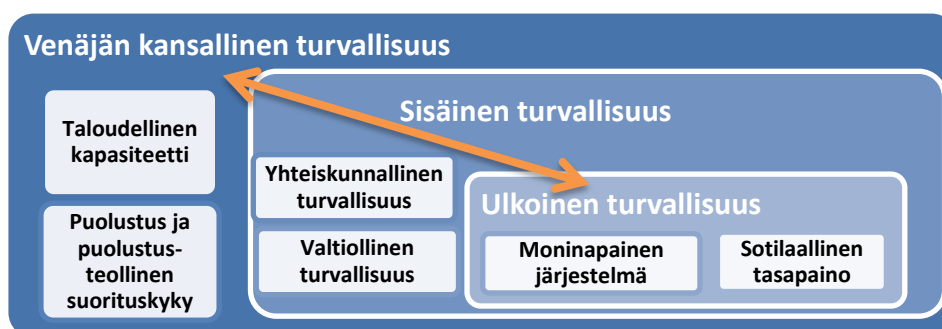 Venäjän kansallinen turvallisuus
Taloudellinen
kapasiteetti
Puolustus ja
puolustus-
teollinen
suorituskyky
Sisäinen turvallisuus
Yhteiskunnallinen
turvallisuus
Valtiollinen
turvallisuus
Ulkoinen turvallisuus
Moninapainen
järjestelmä
Sotilaallinen
tasapaino